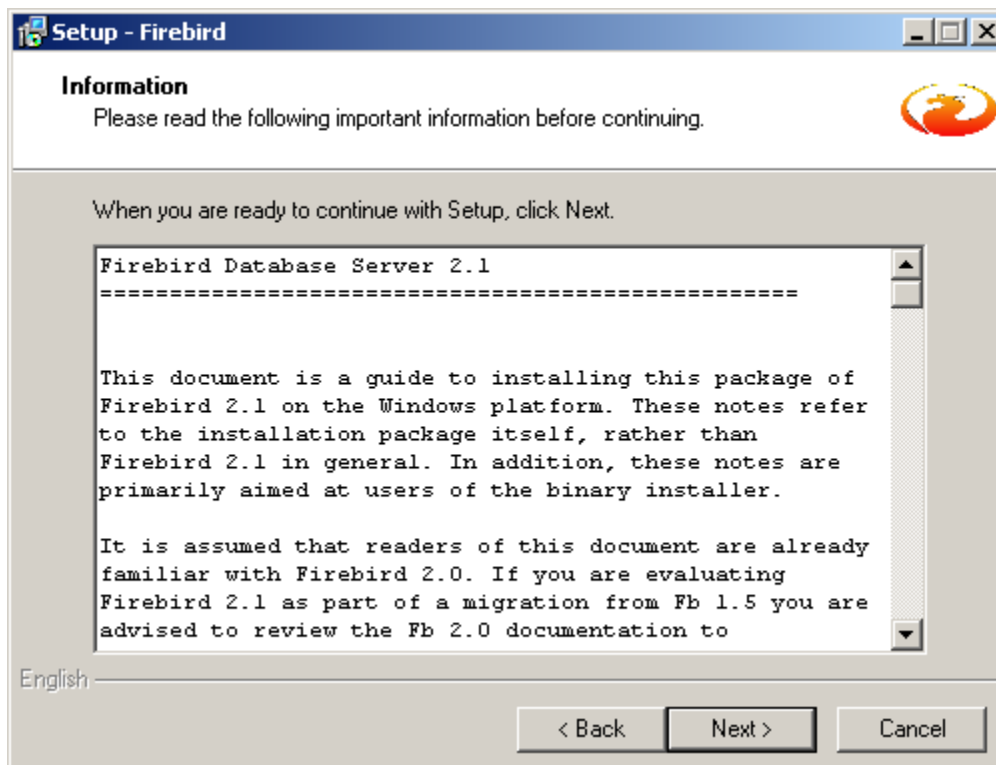 Setup - Firebird
Information
Please read the following important information before continuing.
When you are ready to continue with Setup, click Next.
Firebird Database Server 2.1
==================================================
This document is a guide to installing this package of
Firebird 2.1 on the Windows platform. These notes refer
to the installation package itself, rather than
Firebird 2.1 in general. In addition, these notes are
primarily aimed at users of the binary installer.
It is assumed that readers of this document are already
familiar with Firebird 2.0. If you are evaluating
Firebird 2.1 as part of a migration from Fb 1.5 you are
advised to review the Fb 2.0 documentation to
English
< Back
Next >
Cancel